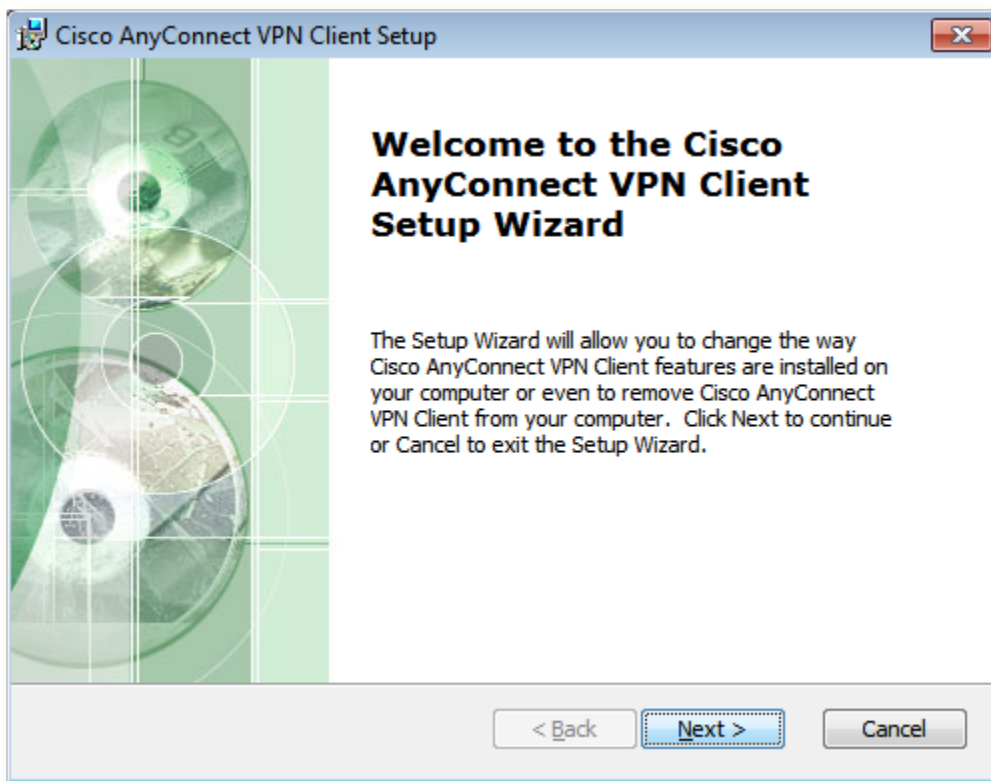 Cisco AnyConnect VPN Client Setup
Welcome to the Cisco
AnyConnect VPN Client
Setup Wizard
The Setup Wizard will allow you to change the way
Cisco AnyConnect VPN Client features are installed on
your computer or even to remove Cisco AnyConnect
VPN Client from your computer.  Click Next to continue
or Cancel to exit the Setup Wizard.
< Back
Next >
Cancel